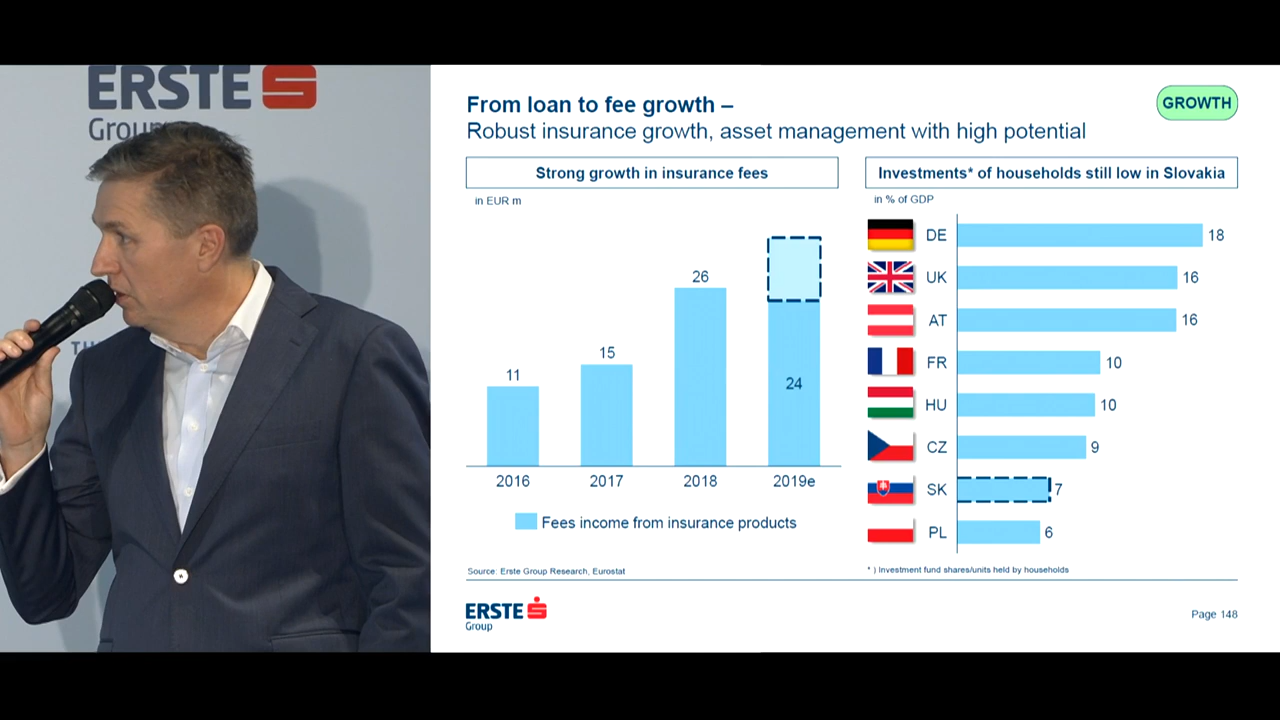 ERSTE
Group
From loan to fee growth –
Robust insurance growth, asset management with high potential
GROWTH
Strong growth in insurance fees
in EUR m
11
15
26
24
2016
2017
2018
2019e
Fees income from insurance products
Investments* of households still low in Slovakia
in % of GDP
DE 18
UK 16
AT 16
FR 10
HU 10
CZ 9
SK 7
PL 6
Source: Erste Group Research, Eurostat
* ) Investment fund shares/units held by households
ERSTE
Group
Page 148